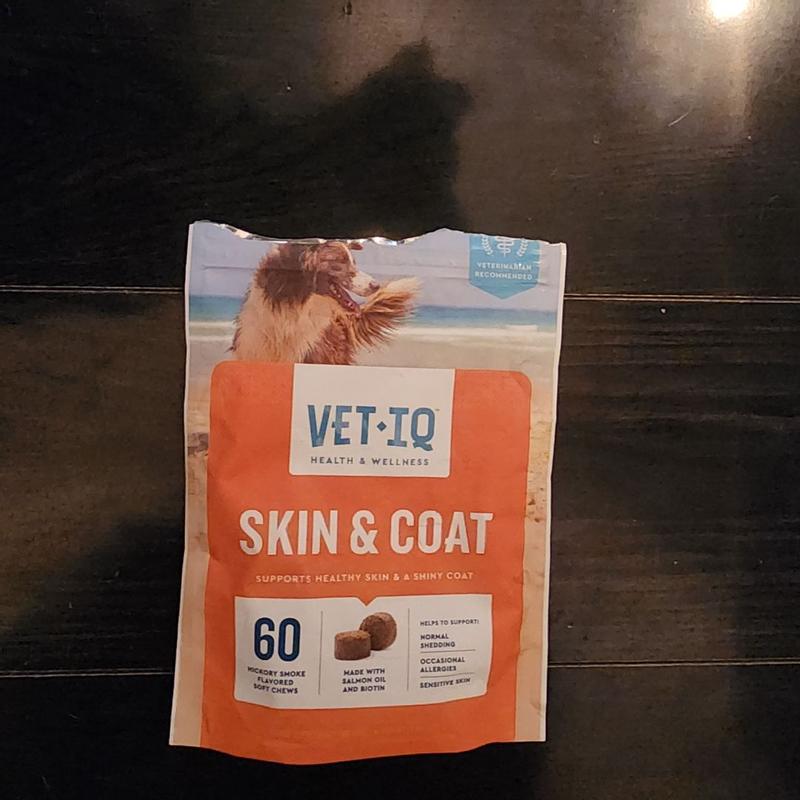 VETERINARIAN
RECOMMENDED
VET•IQ™
HEALTH & WELLNESS
SKIN & COAT
SUPPORTS HEALTHY SKIN & A SHINY COAT
60
HICKORY SMOKE
FLAVORED
SOFT CHEWS
MADE WITH
SALMON OIL
AND BIOTIN
HELPS TO SUPPORT:
NORMAL
SHEDDING
OCCASIONAL
ALLERGIES
SENSITIVE SKIN